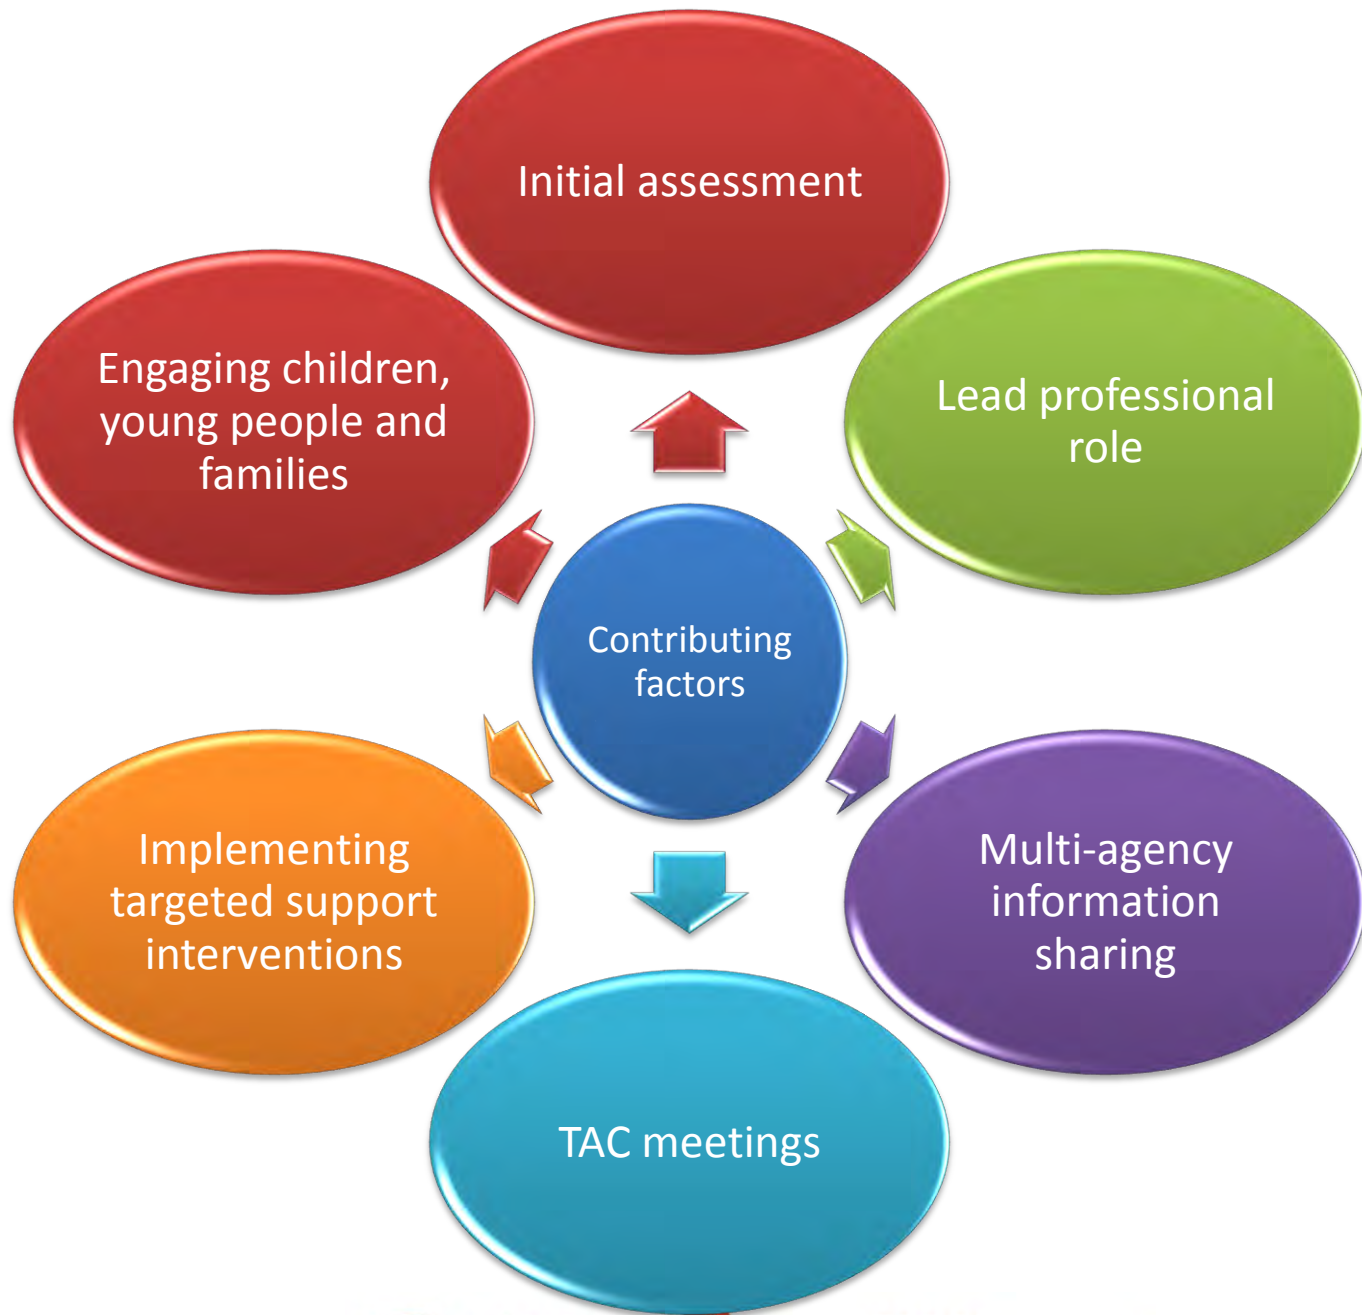 Initial assessment
Engaging children,
young people and
families
Lead professional
role
Contributing
factors
Implementing
targeted support
interventions
Multi-agency
information
sharing
TAC meetings